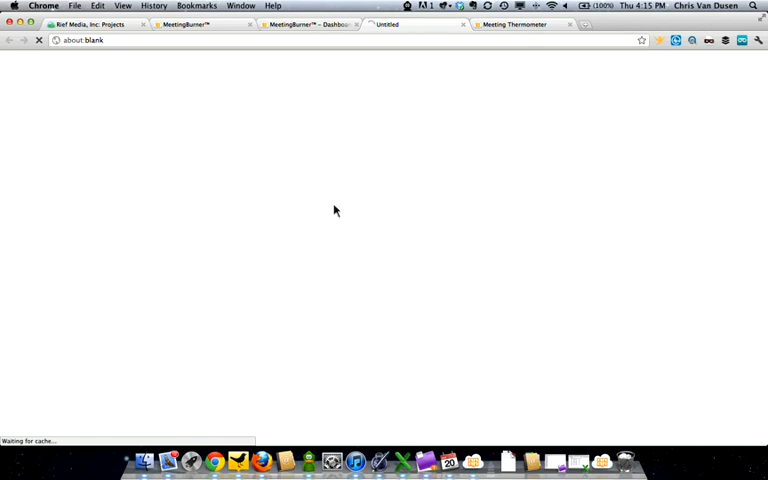 Chrome File Edit View History Bookmarks Window Help
1 (100%) Thu 4:15 PM Chris Van Dusen
Rief Media, Inc: Projects MeetingBurner™ MeetingBurner™ – Dashboa Untitled Meeting Thermometer
about:blank
Waiting for cache...
20